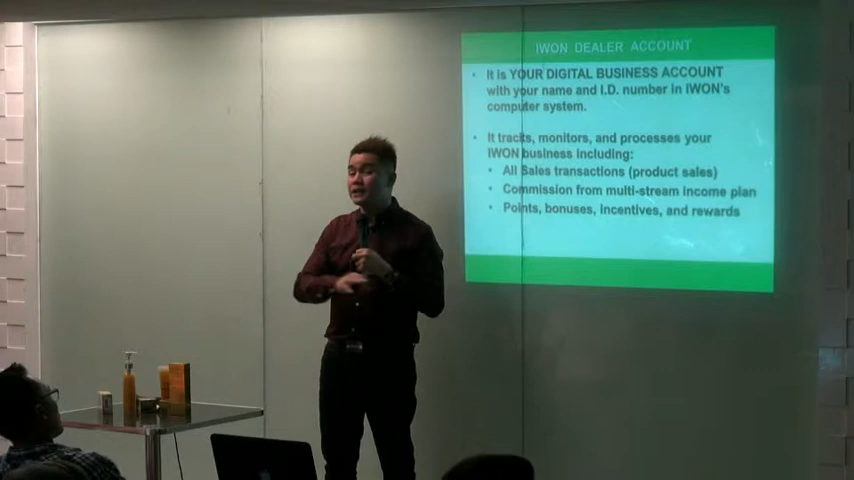 IWON DEALER ACCOUNT
• It is YOUR DIGITAL BUSINESS ACCOUNT
with your name and I.D. number in IWON's
computer system.
• It tracks, monitors, and processes your
IWON business including:
• All Sales transactions (product sales)
• Commission from multi-stream income plan
• Points, bonuses, incentives, and rewards